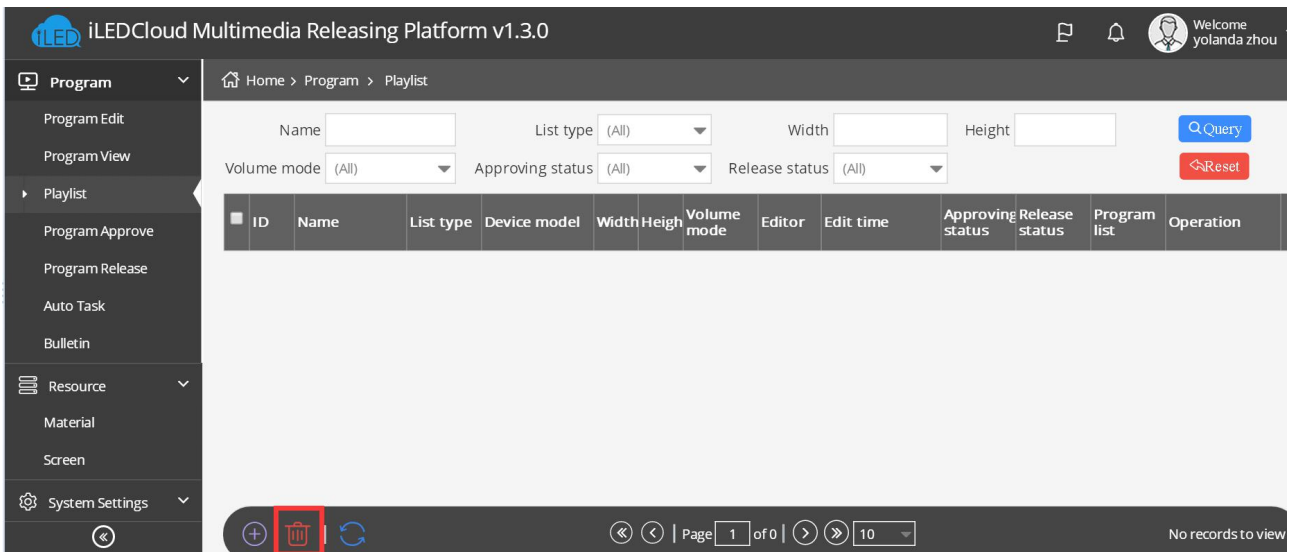 iLED iLEDCloud Multimedia Releasing Platform v1.3.0
Welcome
yolanda zhou
Program
Home > Program > Playlist
Program Edit
Program View
Playlist
Program Approve
Program Release
Auto Task
Bulletin
Resource
Material
Screen
System Settings
Name
List type (All)
Width
Height
Query
Volume mode (All)
Approving status (All)
Release status (All)
Reset
ID
Name
List type
Device model
Width
Heigh
Volume
mode
Editor
Edit time
Approving
status
Release
status
Program
list
Operation
Page 1 of 0
10
No records to view